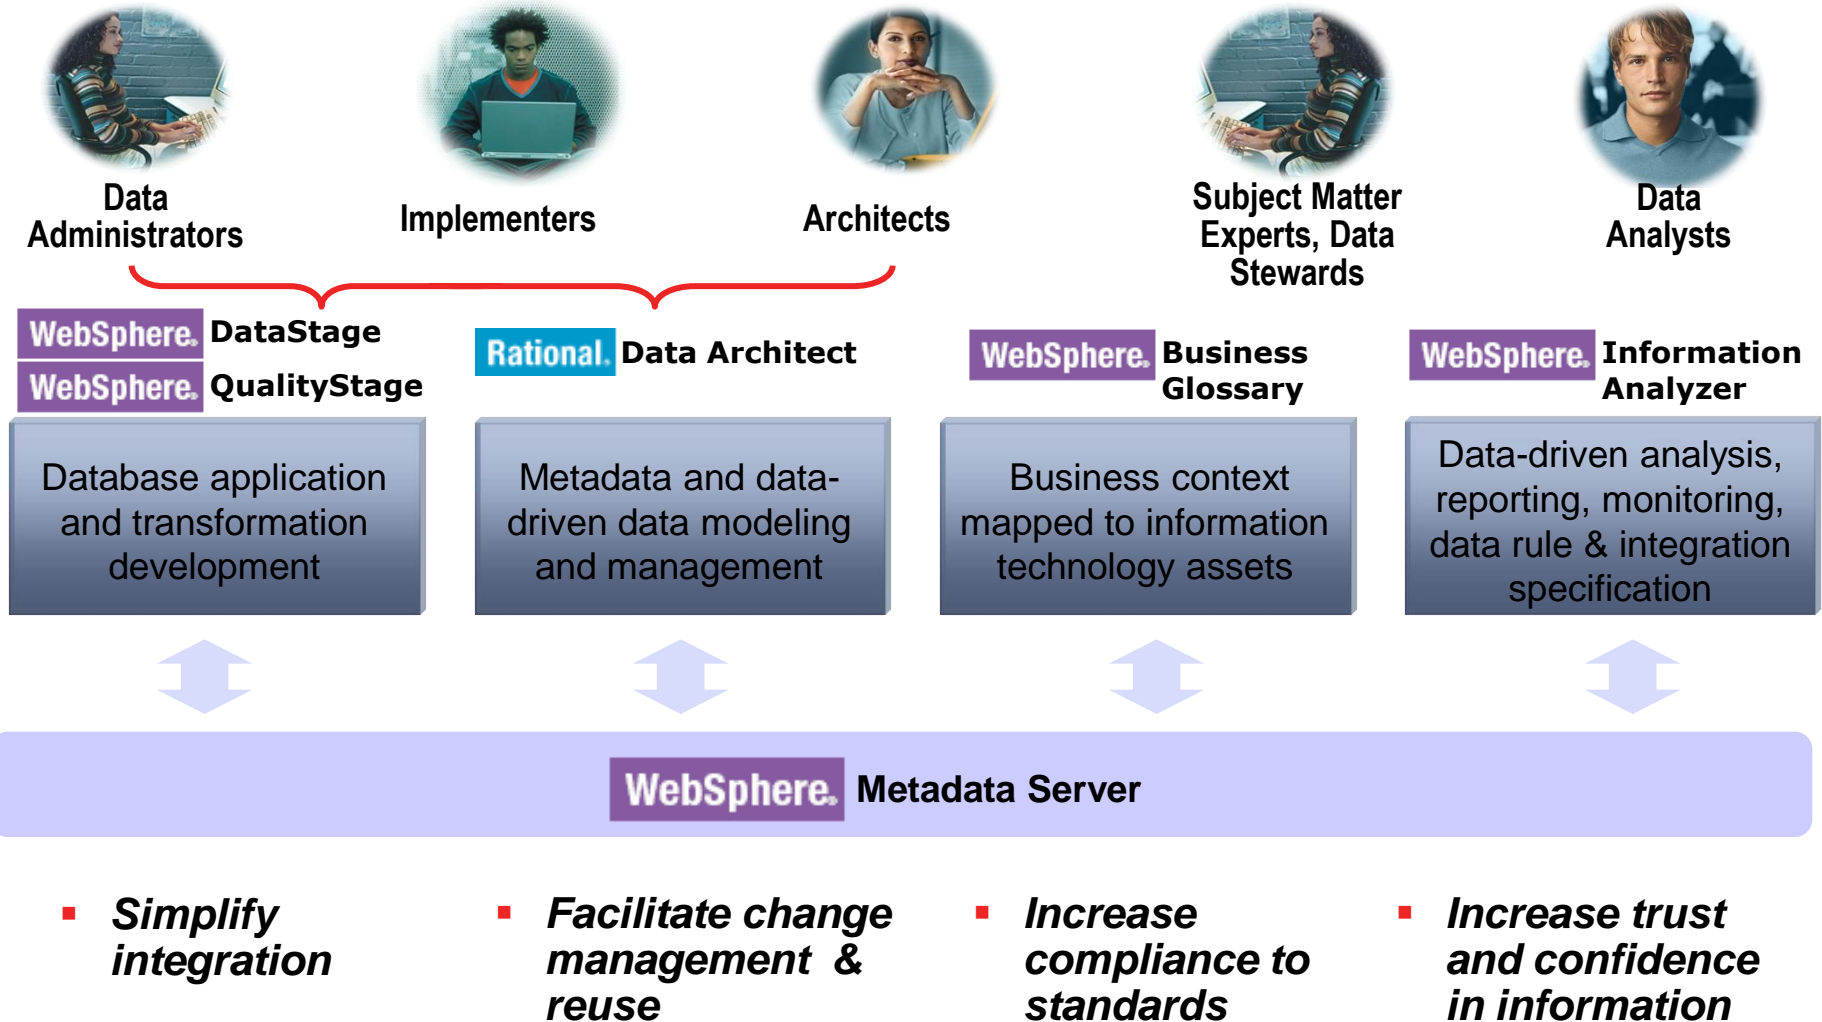 Data
Administrators
Implementers
Architects
Subject Matter
Experts, Data
Stewards
Data
Analysts
WebSphere® DataStage
WebSphere® QualityStage
Rational® Data Architect
WebSphere® Business
Glossary
WebSphere® Information
Analyzer
Database application
and transformation
development
Metadata and data-
driven data modeling
and management
Business context
mapped to information
technology assets
Data-driven analysis,
reporting, monitoring,
data rule & integration
specification
WebSphere® Metadata Server
▪ Simplify
integration
▪ Facilitate change
management &
reuse
▪ Increase
compliance to
standards
▪ Increase trust
and confidence
in information